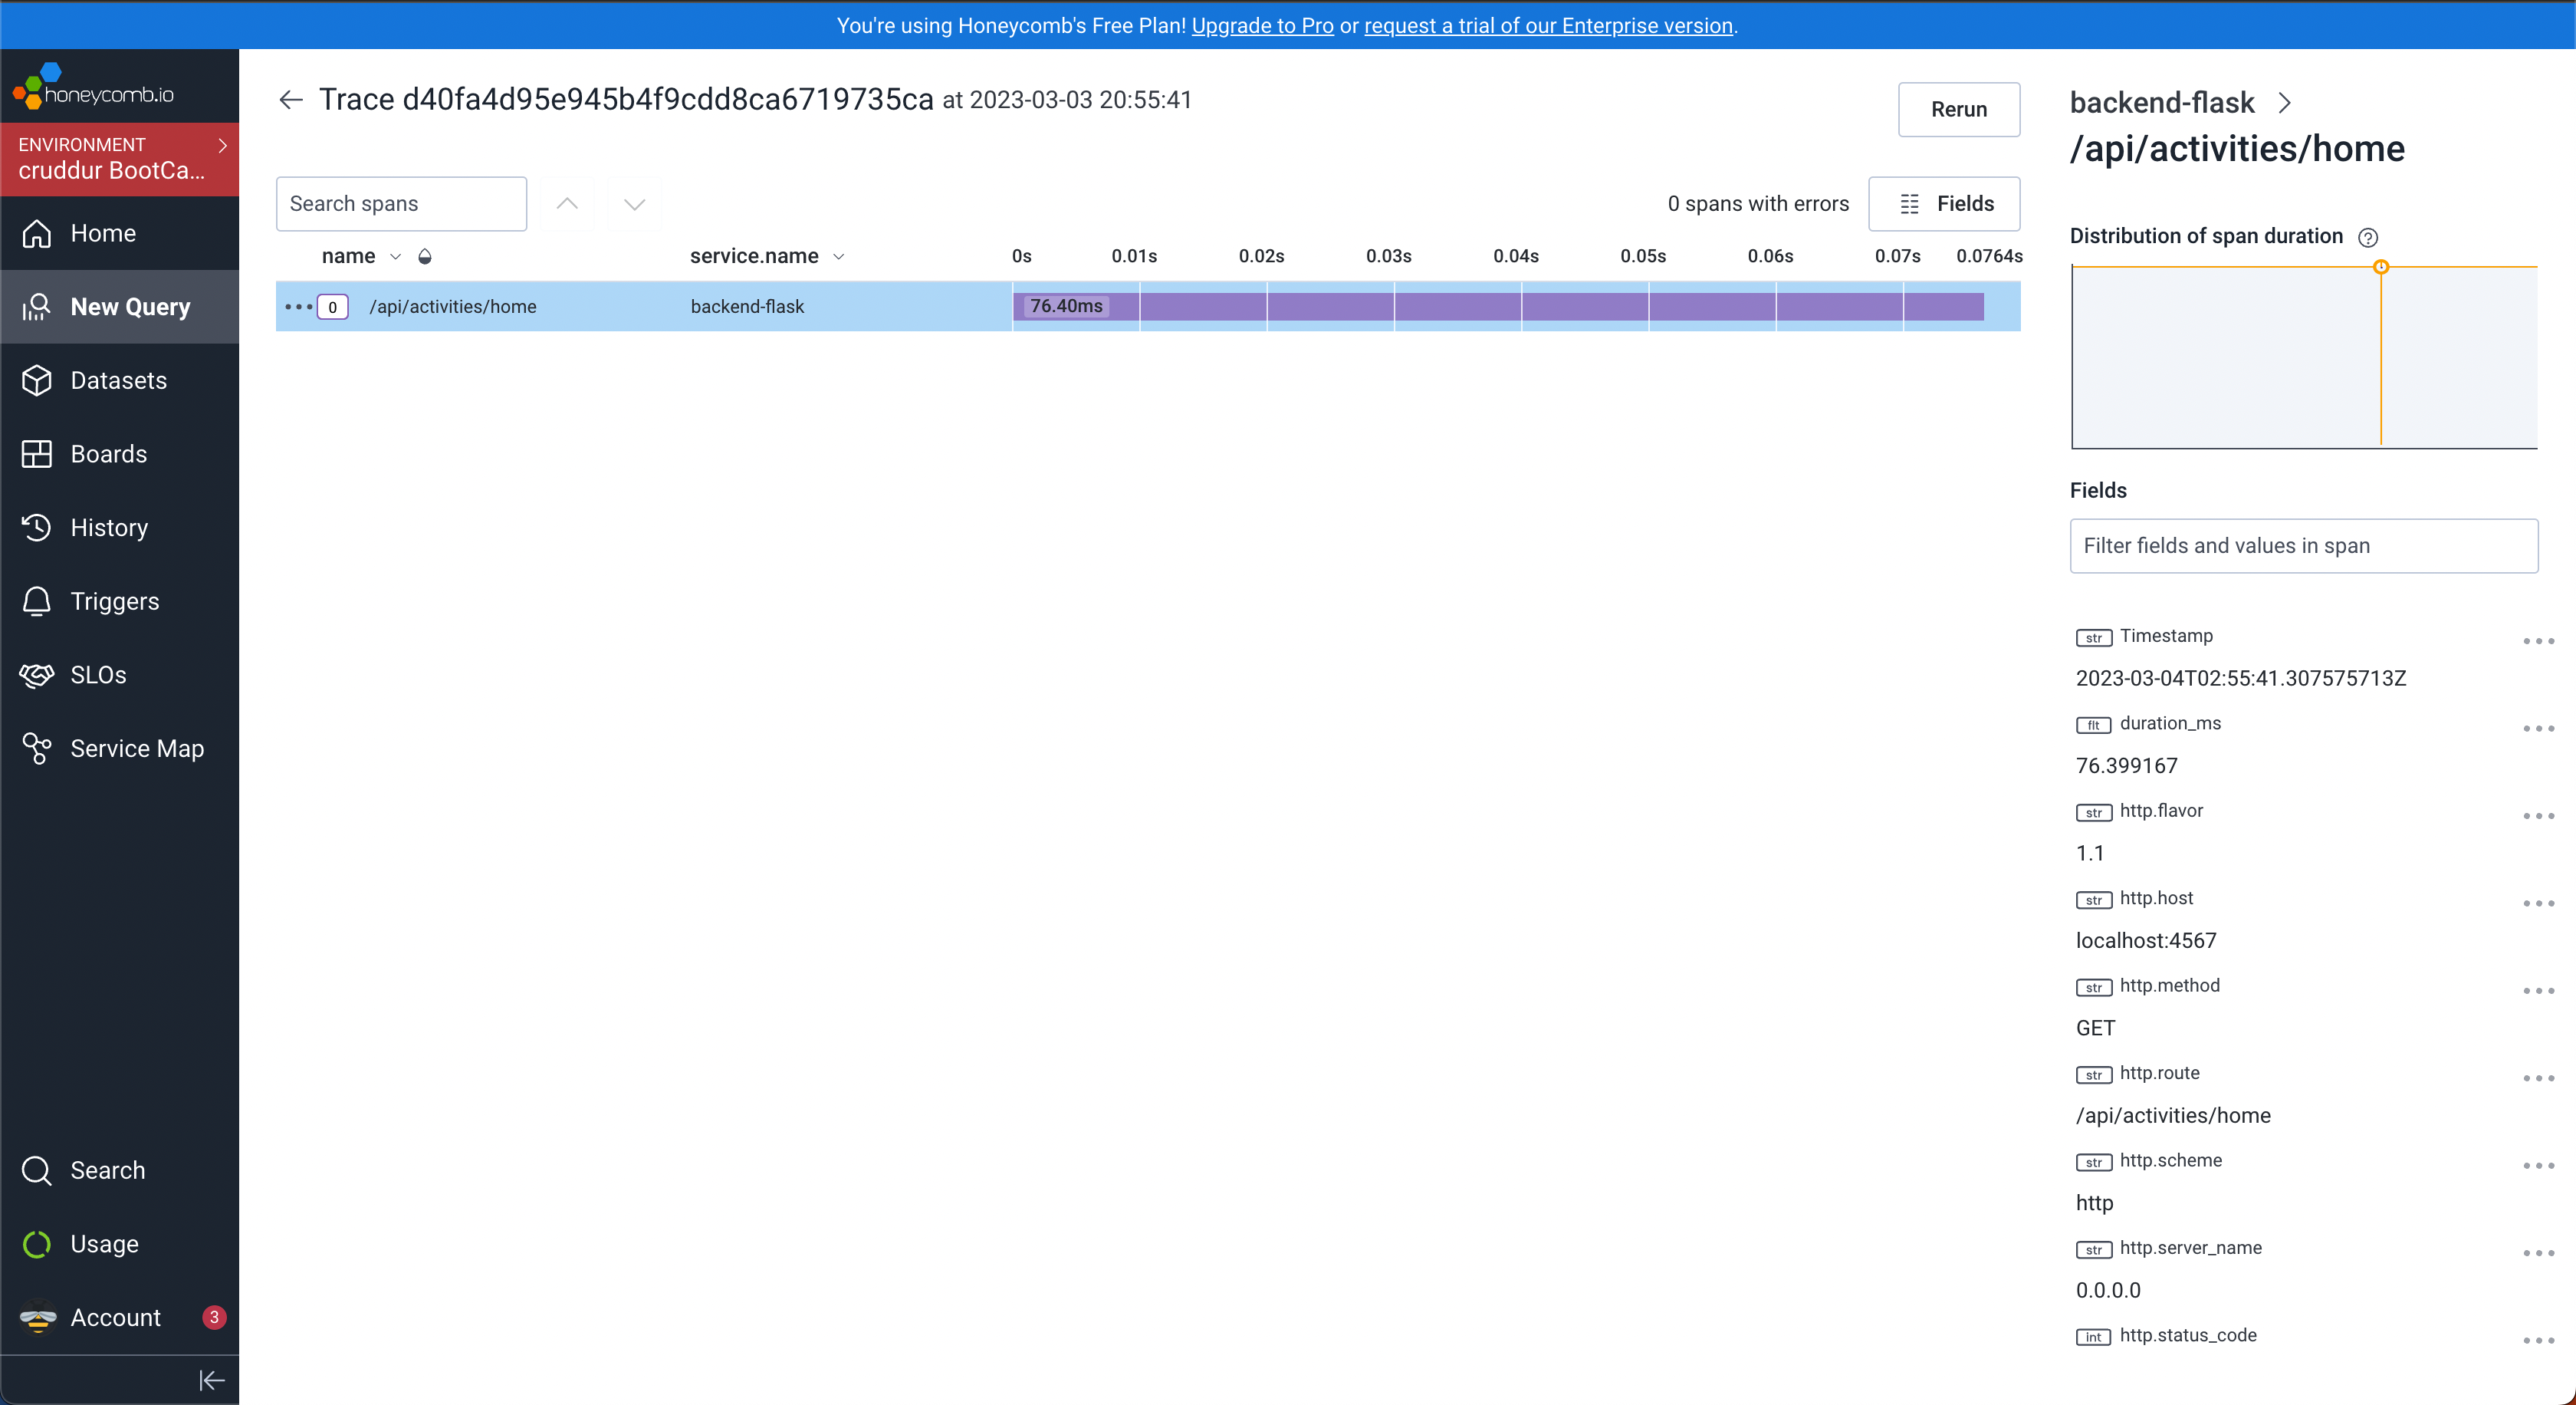 You're using Honeycomb's Free Plan! Upgrade to Pro or request a trial of our Enterprise version.
honeycomb.io
ENVIRONMENT
cruddur BootCa...
Home
New Query
Datasets
Boards
History
Triggers
SLOs
Service Map
Search
Usage
Account 3
Trace d40fa4d95e945b4f9cdd8ca6719735ca at 2023-03-03 20:55:41
Rerun
Search spans
0 spans with errors
Fields
name service.name 0s 0.01s 0.02s 0.03s 0.04s 0.05s 0.06s 0.07s 0.0764s
0 /api/activities/home backend-flask 76.40ms
backend-flask
/api/activities/home
Distribution of span duration
Fields
Filter fields and values in span
str Timestamp
2023-03-04T02:55:41.307575713Z
flt duration_ms
76.399167
str http.flavor
1.1
str http.host
localhost:4567
str http.method
GET
str http.route
/api/activities/home
str http.scheme
http
str http.server_name
0.0.0.0
int http.status_code